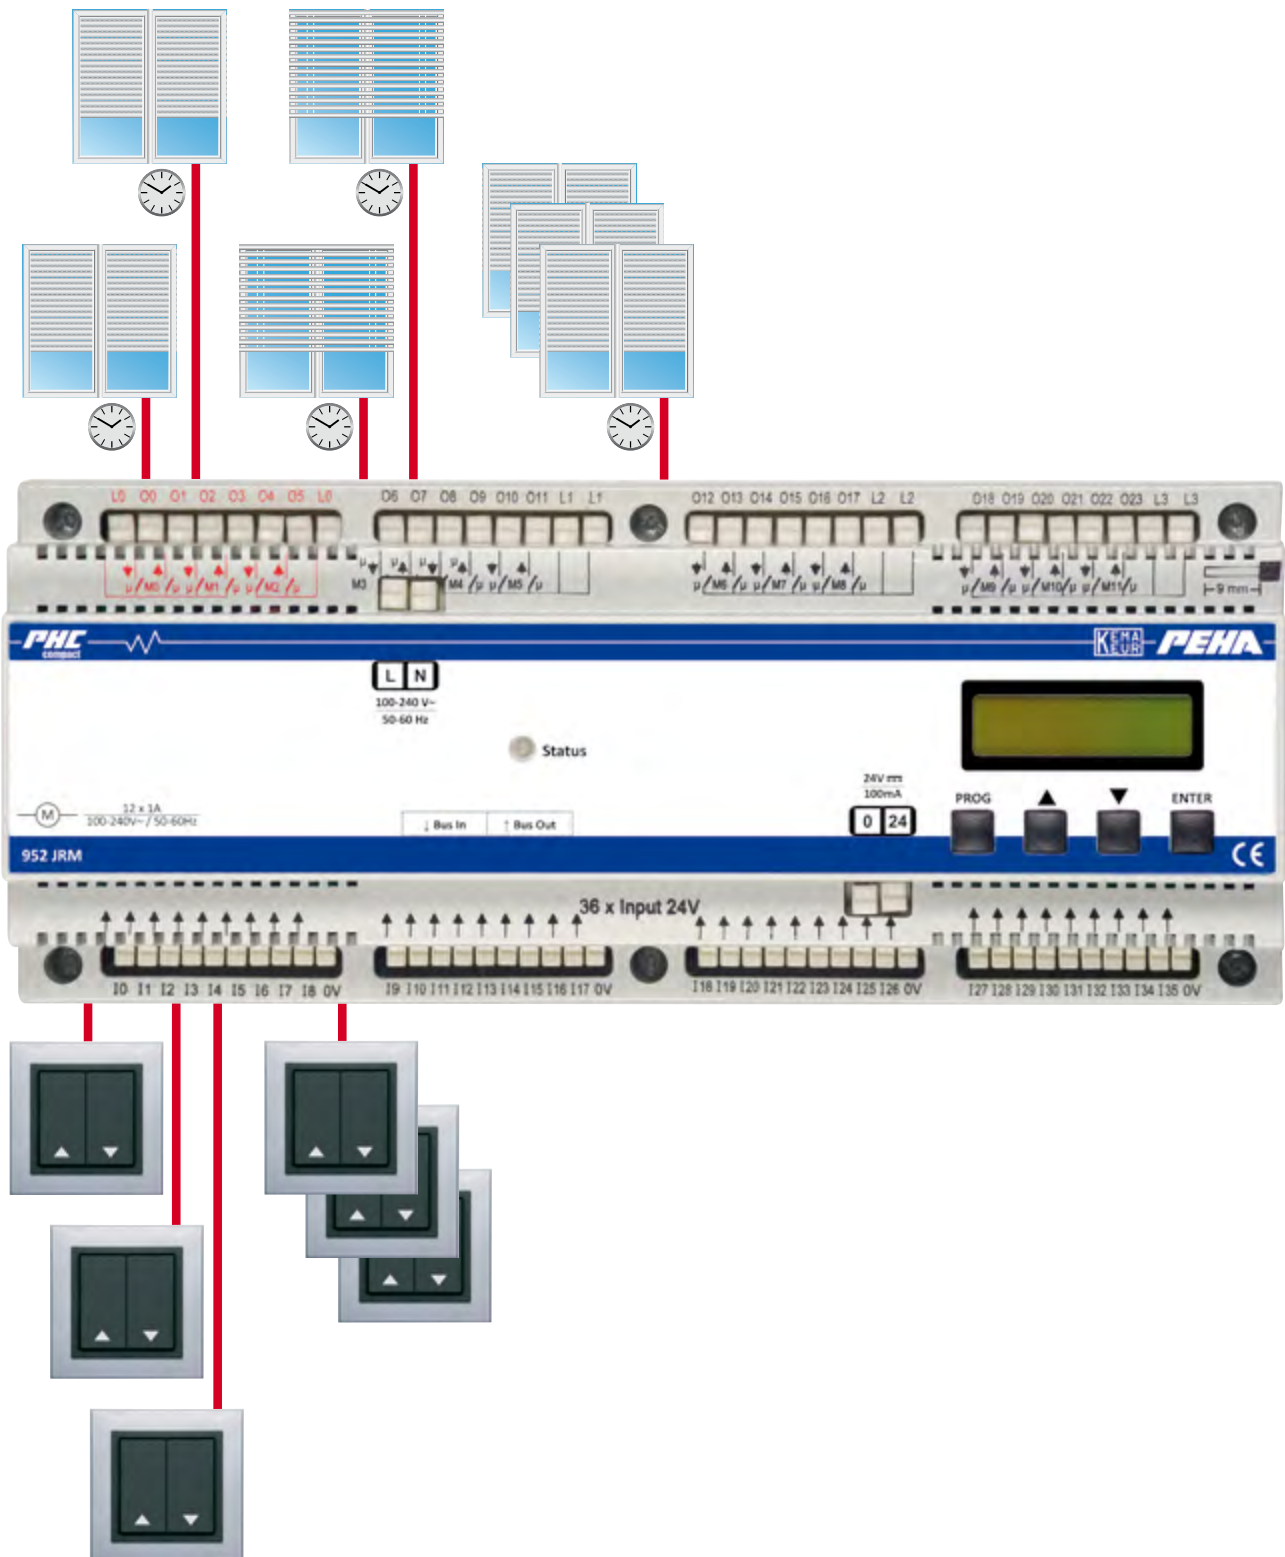 L0 O0 O1 O2 O3 O4 O5 L0
O6 O7 O8 O9 O10 O11 L1 L1
O12 O13 O14 O15 O16 O17 L2 L2
O18 O19 O20 O21 O22 O23 L3 L3
µ/M0/µ µ/M1/µ µ/M2/µ
µ µ µ µ
M3 M4/µ µ/M5/µ
µ/M6/µ µ/M7/µ µ/M8/µ
µ/M9/µ µ/M10/µ µ/M11/µ
9 mm
PHC
compact
KEMA
KEUR
PEHA
L N
100-240 V~
50-60 Hz
Status
24V
100mA
0 24
PROG ▲ ▼ ENTER
M
12 x 1A
100-240V~ / 50-60Hz
↓ Bus In ↑ Bus Out
952 JRM
CE
36 x Input 24V
I0 I1 I2 I3 I4 I5 I6 I7 I8 0V
I9 I10 I11 I12 I13 I14 I15 I16 I17 0V
I18 I19 I20 I21 I22 I23 I24 I25 I26 0V
I27 I28 I29 I30 I31 I32 I33 I34 I35 0V